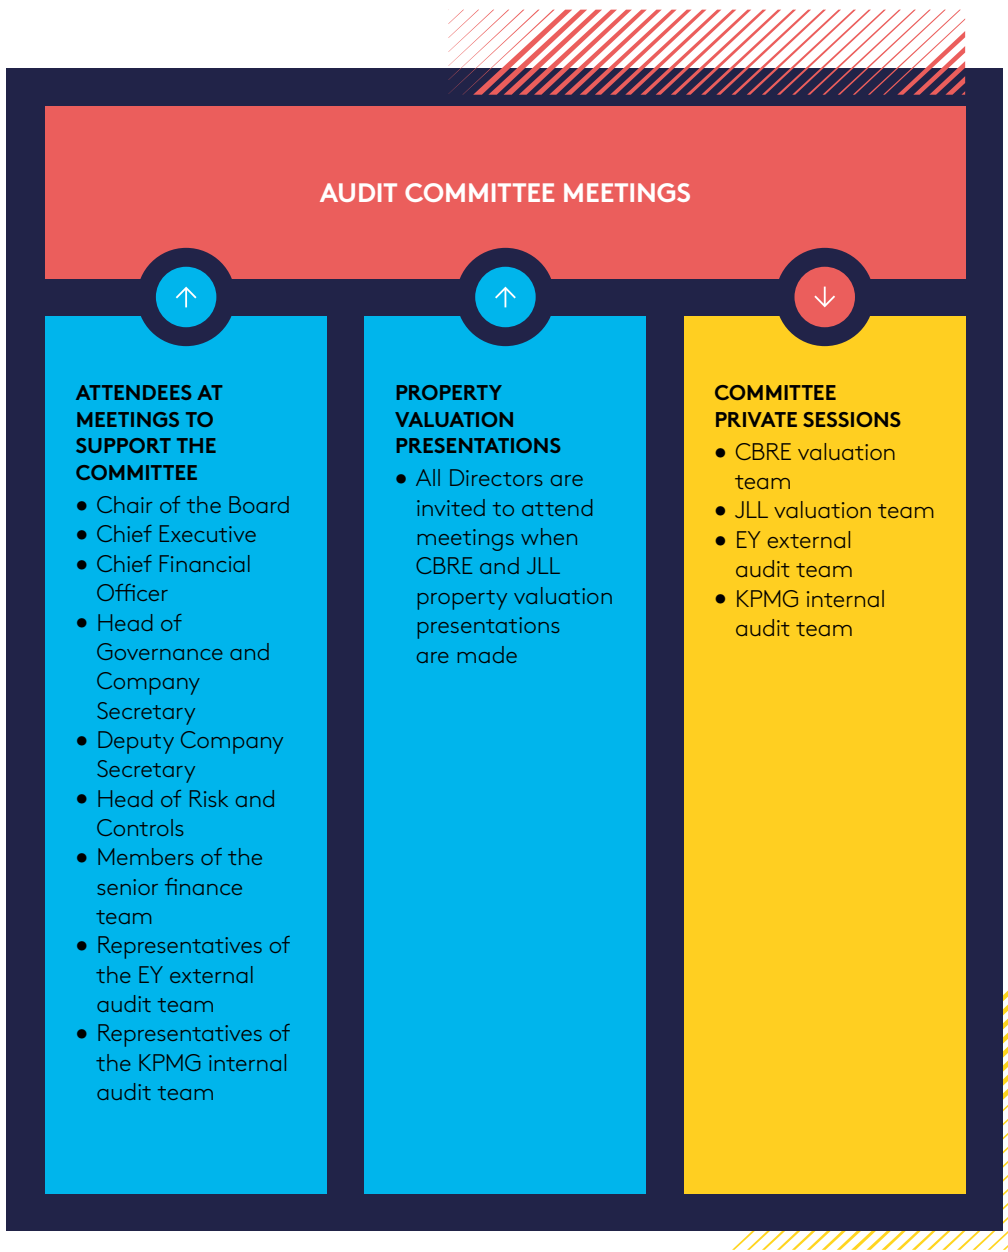 AUDIT COMMITTEE MEETINGS
ATTENDEES AT
MEETINGS TO
SUPPORT THE
COMMITTEE
• Chair of the Board
• Chief Executive
• Chief Financial
Officer
• Head of
Governance and
Company
Secretary
• Deputy Company
Secretary
• Head of Risk and
Controls
• Members of the
senior finance
team
• Representatives of
the EY external
audit team
• Representatives of
the KPMG internal
audit team
PROPERTY
VALUATION
PRESENTATIONS
• All Directors are
invited to attend
meetings when
CBRE and JLL
property valuation
presentations
are made
COMMITTEE
PRIVATE SESSIONS
• CBRE valuation
team
• JLL valuation team
• EY external
audit team
• KPMG internal
audit team